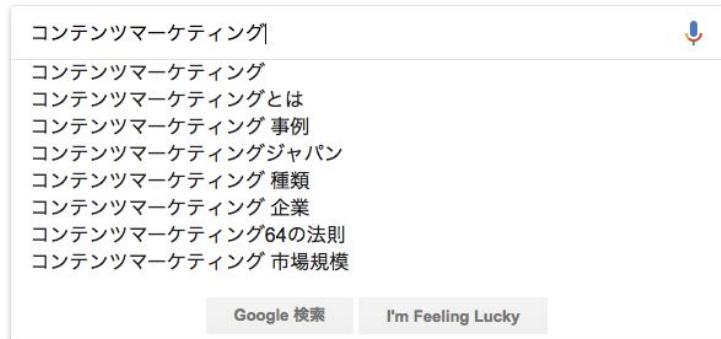 コンテンツマーケティング
コンテンツマーケティング
コンテンツマーケティングとは
コンテンツマーケティング 事例
コンテンツマーケティングジャパン
コンテンツマーケティング 種類
コンテンツマーケティング 企業
コンテンツマーケティング64の法則
コンテンツマーケティング 市場規模
Google 検索 I'm Feeling Lucky